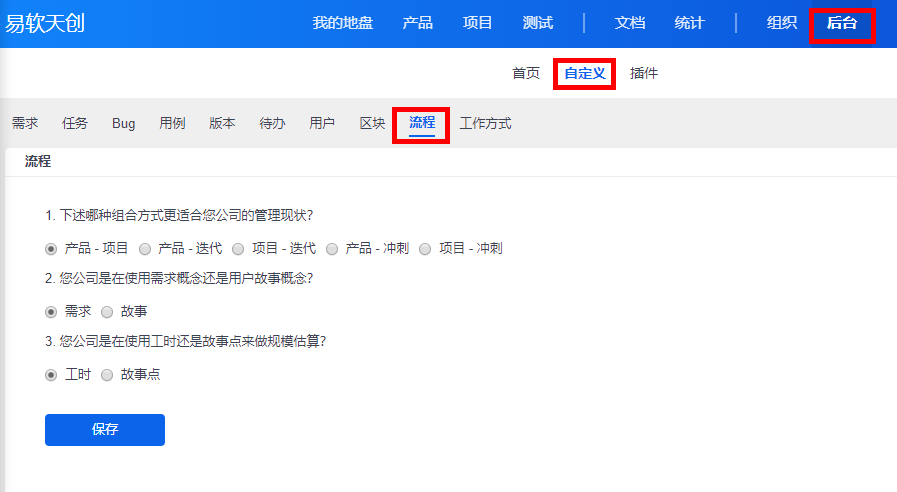 易软天创 我的地盘 产品 项目 测试 文档 统计 组织 后台
首页 自定义 插件
需求 任务 Bug 用例 版本 待办 用户 区块 流程 工作方式
流程
1. 下述哪种组合方式更适合您公司的管理现状?
产品 - 项目 产品 - 迭代 项目 - 迭代 产品 - 冲刺 项目 - 冲刺
2. 您公司是在使用需求概念还是用户故事概念?
需求 故事
3. 您公司是在使用工时还是故事点来做规模估算?
工时 故事点
保存